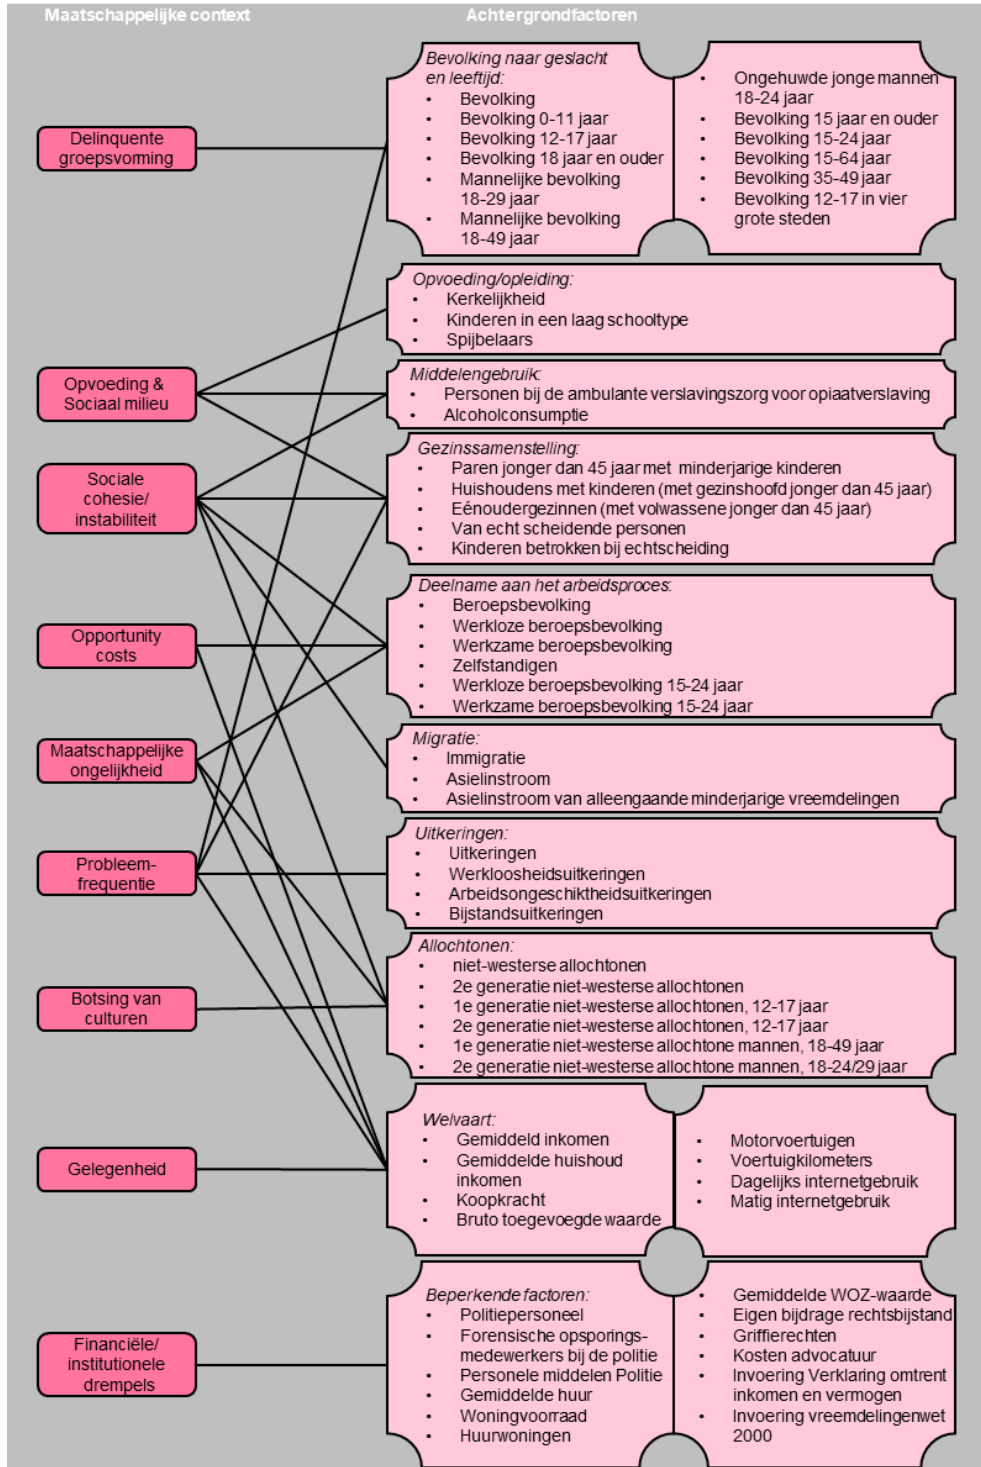 Maatschappelijke context
Achtergrondfactoren
Delinquente
groepsvorming
Opvoeding &
Sociaal milieu
Sociale
cohesie/
instabiliteit
Opportunity
costs
Maatschappelijke
ongelijkheid
Probleem-
frequentie
Botsing van
culturen
Gelegenheid
Financiële/
institutionele
drempels
Bevolking naar geslacht
en leeftijd:
• Bevolking
• Bevolking 0-11 jaar
• Bevolking 12-17 jaar
• Bevolking 18 jaar en ouder
• Mannelijke bevolking
18-29 jaar
• Mannelijke bevolking
18-49 jaar
• Ongehuwde jonge mannen
18-24 jaar
• Bevolking 15 jaar en ouder
• Bevolking 15-24 jaar
• Bevolking 15-64 jaar
• Bevolking 35-49 jaar
• Bevolking 12-17 in vier
grote steden
Opvoeding/opleiding:
• Kerkelijkheid
• Kinderen in een laag schooltype
• Spijbelaars
Middelengebruik:
• Personen bij de ambulante verslavingszorg voor opiaatverslaving
• Alcoholconsumptie
Gezinssamenstelling:
• Paren jonger dan 45 jaar met minderjarige kinderen
• Huishoudens met kinderen (met gezinshoofd jonger dan 45 jaar)
• Eénoudergezinnen (met volwassene jonger dan 45 jaar)
• Van echt scheidende personen
• Kinderen betrokken bij echtscheiding
Deelname aan het arbeidsproces:
• Beroepsbevolking
• Werkloze beroepsbevolking
• Werkzame beroepsbevolking
• Zelfstandigen
• Werkloze beroepsbevolking 15-24 jaar
• Werkzame beroepsbevolking 15-24 jaar
Migratie:
• Immigratie
• Asielinstroom
• Asielinstroom van alleengaande minderjarige vreemdelingen
Uitkeringen:
• Uitkeringen
• Werkloosheidsuitkeringen
• Arbeidsongeschiktheidsuitkeringen
• Bijstandsuitkeringen
Allochtonen:
• niet-westerse allochtonen
• 2e generatie niet-westerse allochtonen
• 1e generatie niet-westerse allochtonen, 12-17 jaar
• 2e generatie niet-westerse allochtonen, 12-17 jaar
• 1e generatie niet-westerse allochtone mannen, 18-49 jaar
• 2e generatie niet-westerse allochtone mannen, 18-24/29 jaar
Welvaart:
• Gemiddeld inkomen
• Gemiddelde huishoud
inkomen
• Koopkracht
• Bruto toegevoegde waarde
• Motorvoertuigen
• Voertuigkilometers
• Dagelijks internetgebruik
• Matig internetgebruik
Beperkende factoren:
• Politiepersoneel
• Forensische opsporings-
medewerkers bij de politie
• Personele middelen Politie
• Gemiddelde huur
• Woningvoorraad
• Huurwoningen
• Gemiddelde WOZ-waarde
• Eigen bijdrage rechtsbijstand
• Griffierechten
• Kosten advocatuur
• Invoering Verklaring omtrent
inkomen en vermogen
• Invoering vreemdelingenwet
2000